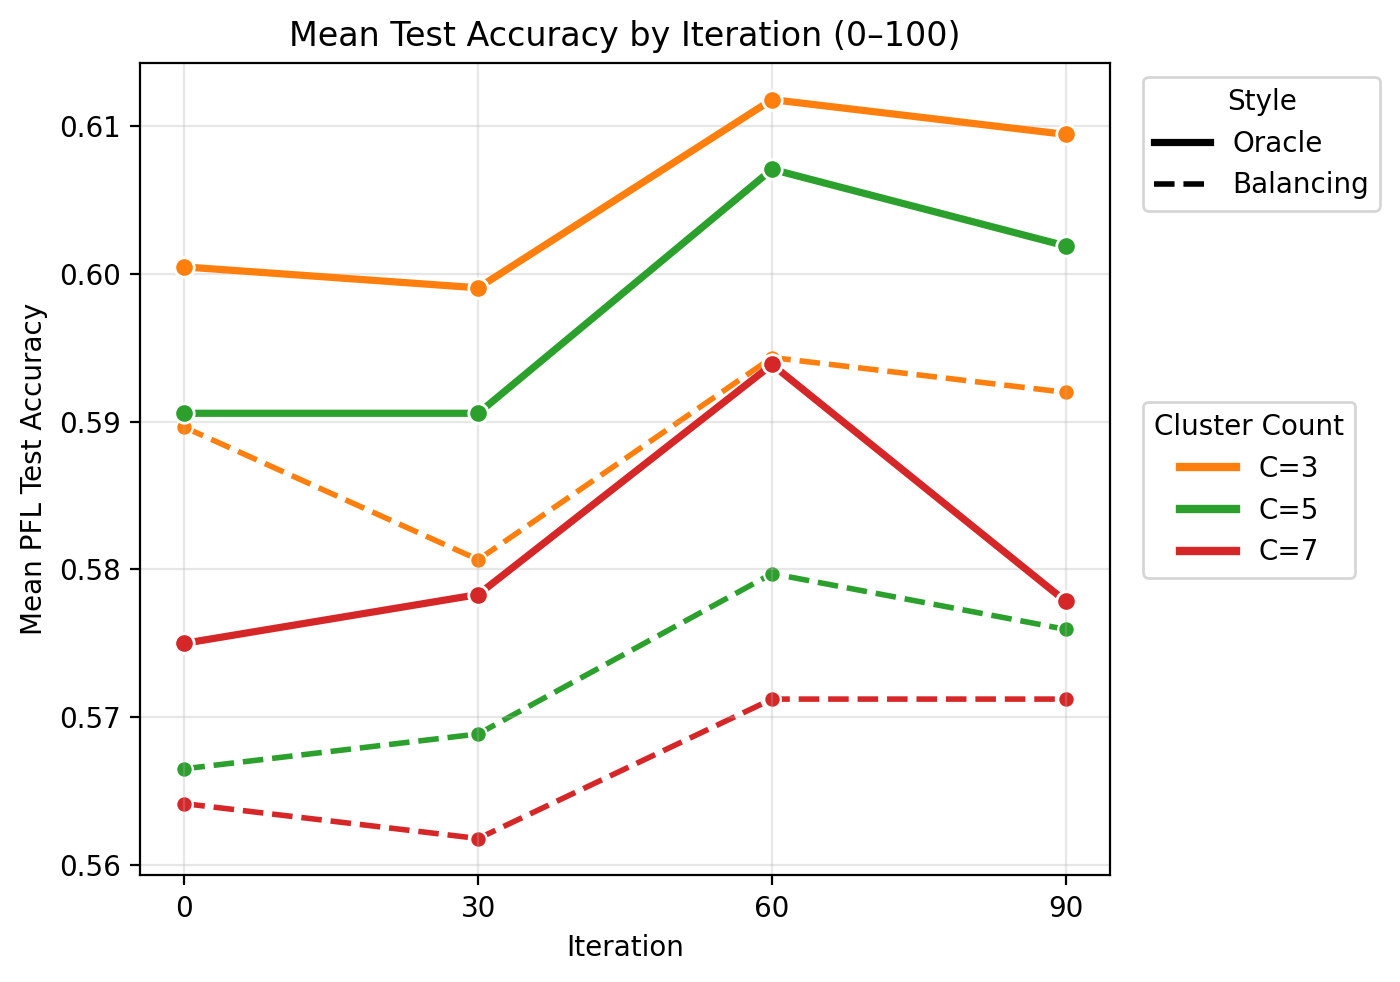 Mean Test Accuracy by Iteration (0–100)
Mean PFL Test Accuracy
0.61
0.60
0.59
0.58
0.57
0.56
0
30
60
90
Iteration
Style
Oracle
Balancing
Cluster Count
C=3
C=5
C=7